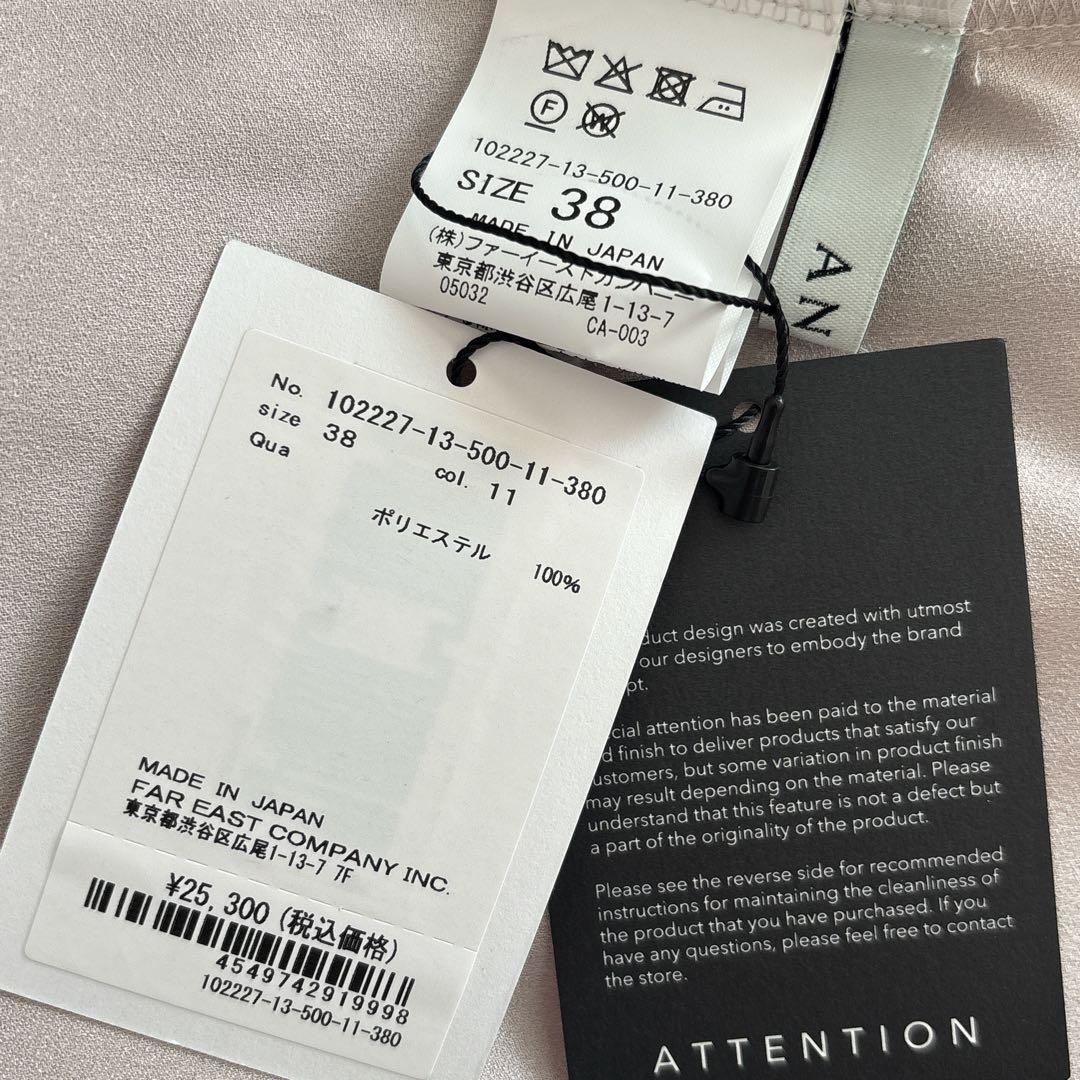 F
W
102227-13-500-11-380
SIZE 38
MADE IN JAPAN
(株)ファーイーストカンパニー
東京都渋谷区広尾1-13-7
05032
CA-003
AN
No. 102227-13-500-11-380
size 38
col. 11
Qua
ポリエステル
100%
MADE IN JAPAN
FAR EAST COMPANY INC.
東京都渋谷区広尾1-13-7 7F
¥25,300 (税込価格)
4549742919998
102227-13-500-11-380
design was created with utmost
our designers to embody the brand
attention has been paid to the material
finish to deliver products that satisfy our
customers, but some variation in product finish
may result depending on the material. Please
understand that this feature is not a defect but
a part of the originality of the product.
Please see the reverse side for recommended
instructions for maintaining the cleanliness of
the product that you have purchased. If you
have any questions, please feel free to contact
the store.
ATTENTION